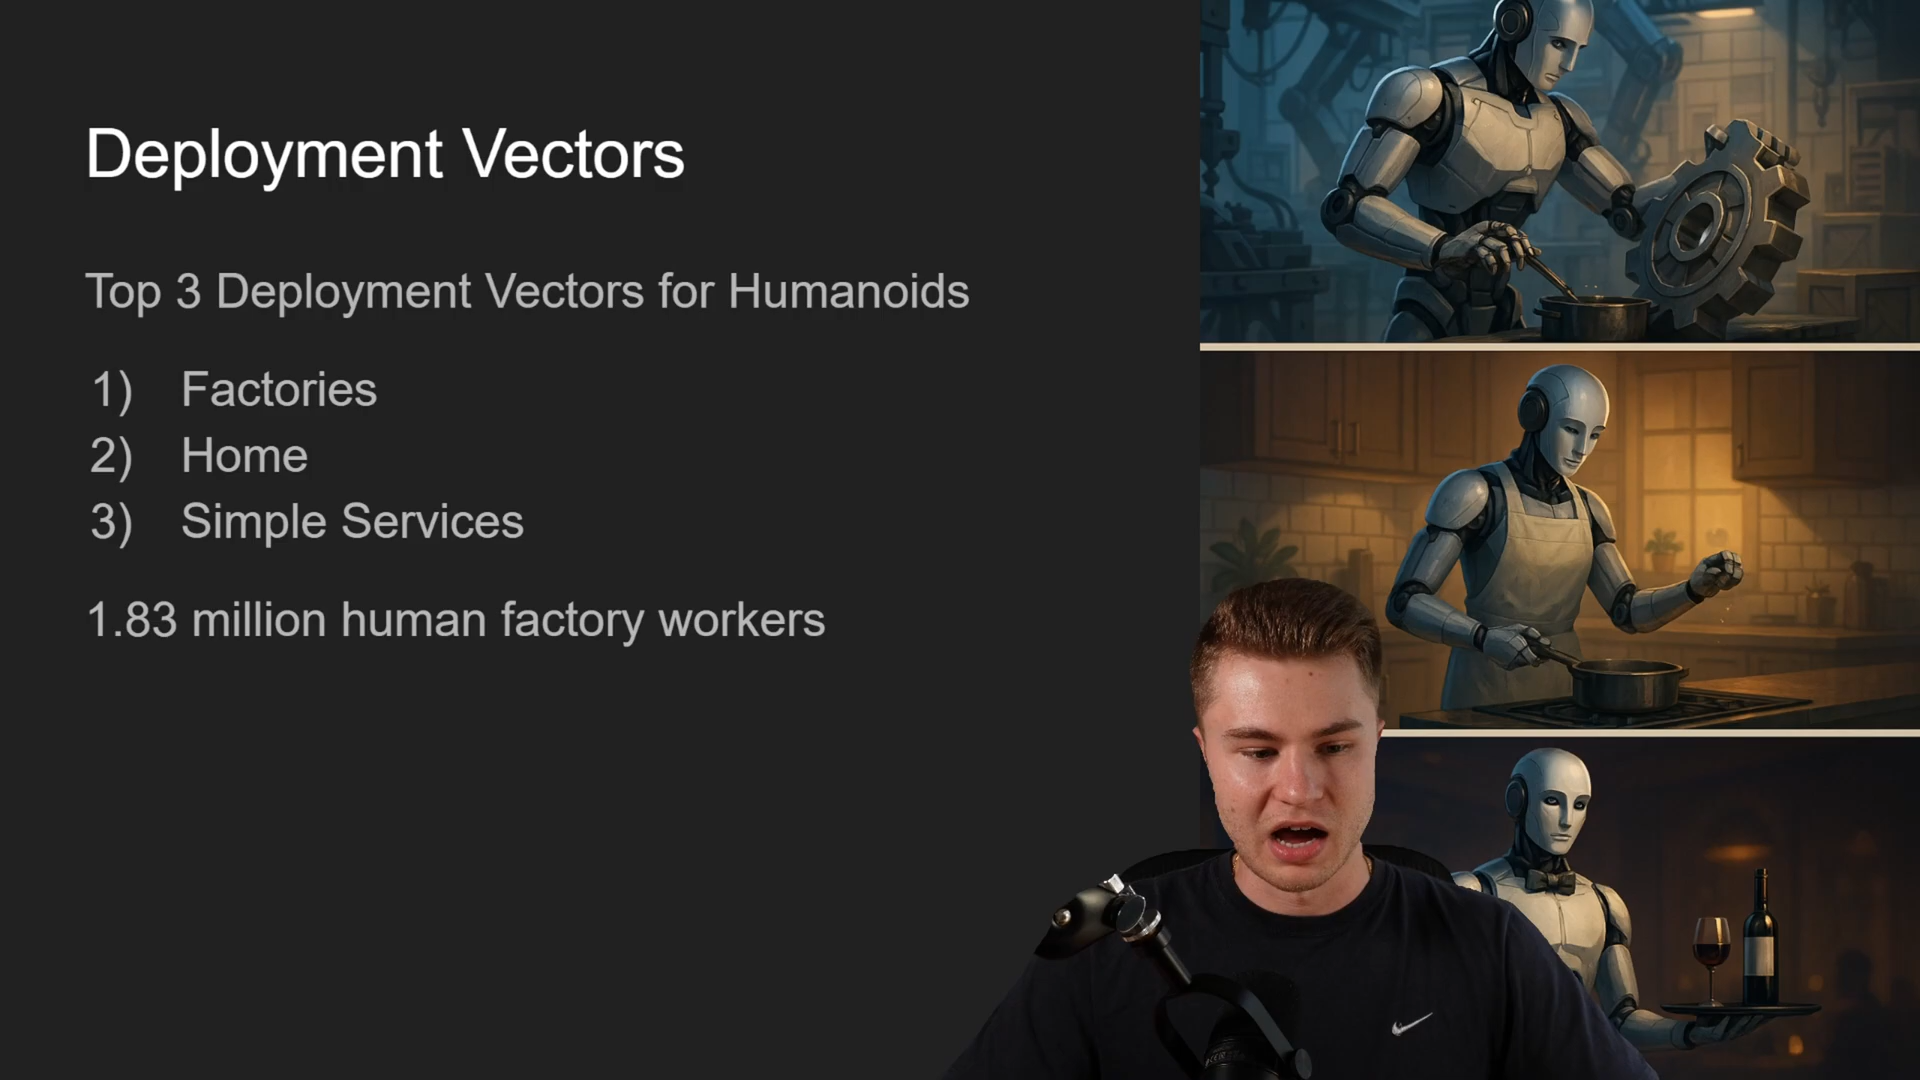 Deployment Vectors
Top 3 Deployment Vectors for Humanoids
1) Factories
2) Home
3) Simple Services
1.83 million human factory workers